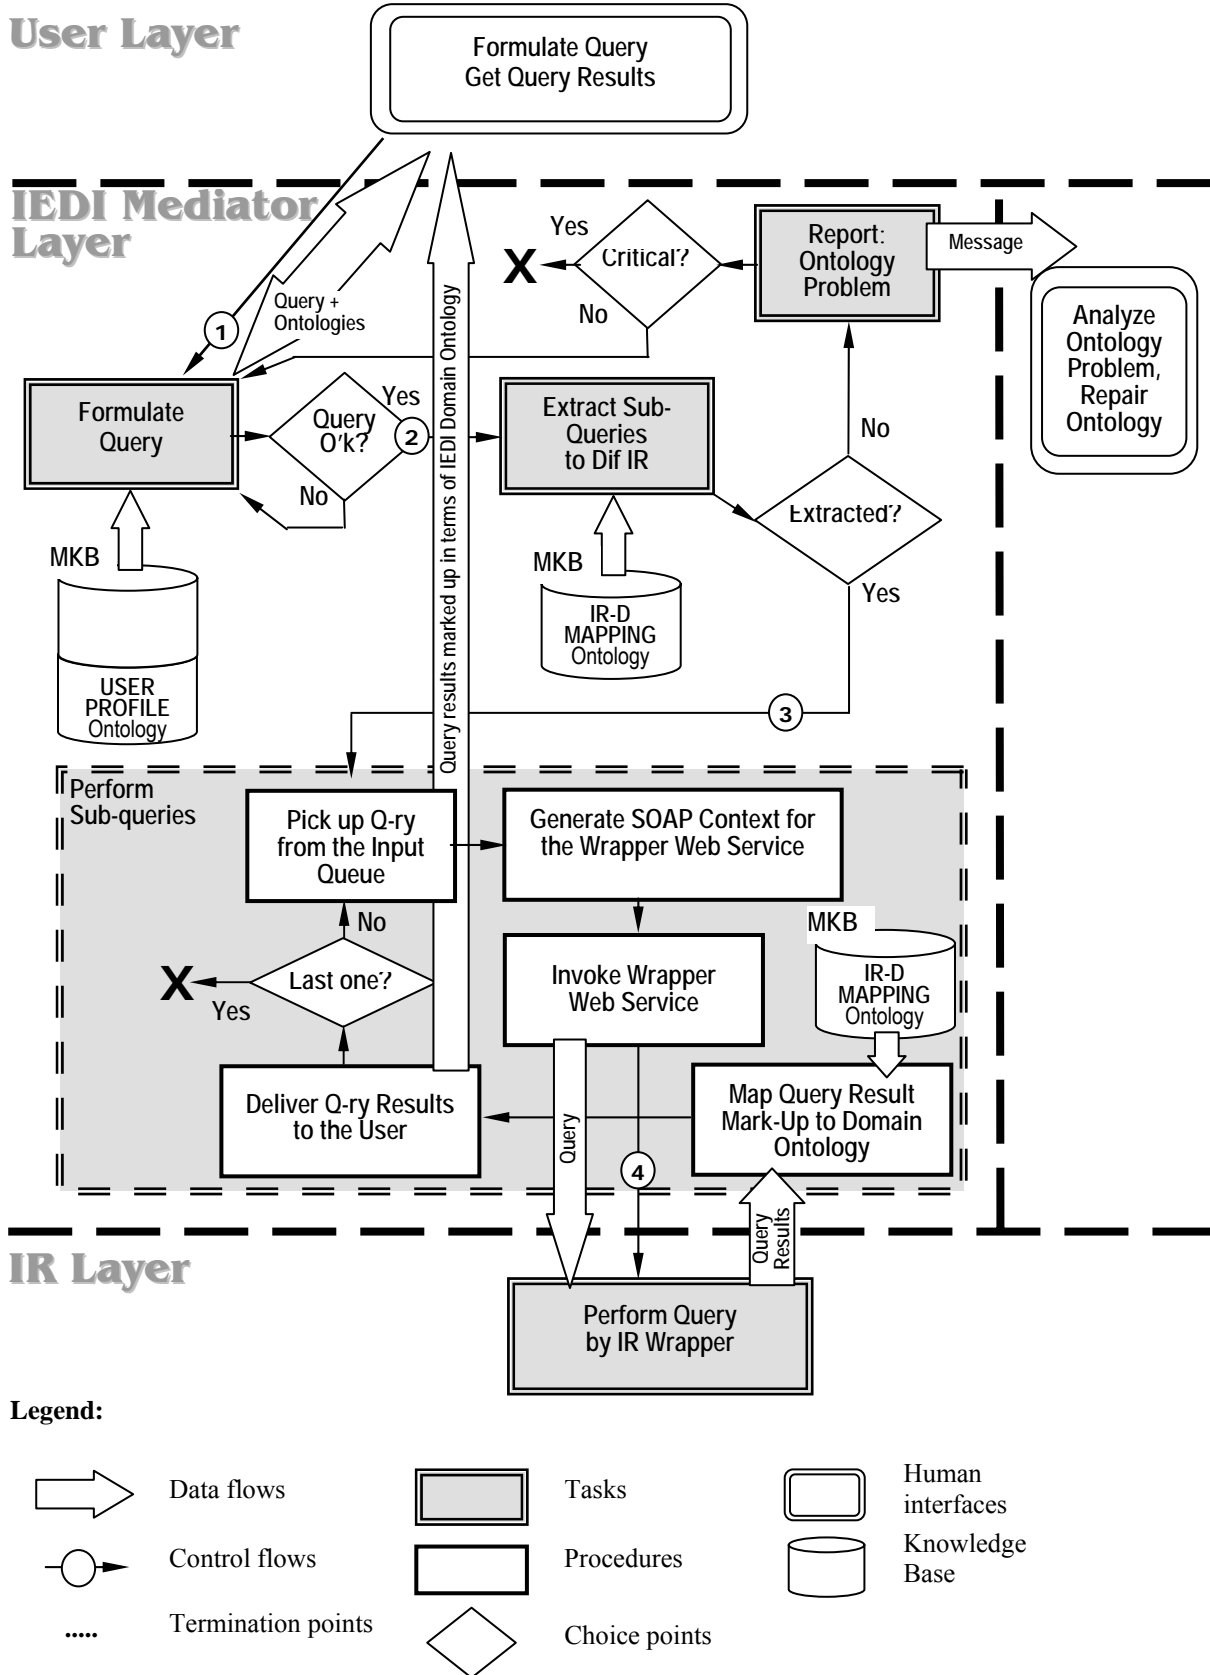 User Layer
Formulate Query
Get Query Results
IEDI Mediator
Layer
Yes
Critical?
X
No
Report:
Ontology
Problem
Message
Analyze
Ontology
Problem,
Repair
Ontology
1
Query +
Ontologies
Query results marked up in terms of IEDI Domain Ontology
Formulate
Query
Query
O'k?
Yes
2
No
Extract Sub-
Queries
to Dif IR
No
Extracted?
Yes
MKB
USER
PROFILE
Ontology
MKB
IR-D
MAPPING
Ontology
3
Perform
Sub-queries
Pick up Q-ry
from the Input
Queue
Generate SOAP Context for
the Wrapper Web Service
No
Last one?
X
Yes
Invoke Wrapper
Web Service
MKB
IR-D
MAPPING
Ontology
Deliver Q-ry Results
to the User
Map Query Result
Mark-Up to Domain
Ontology
Query
4
Query
Results
IR Layer
Perform Query
by IR Wrapper
Legend:
Data flows
Tasks
Human
interfaces
Control flows
Procedures
Knowledge
Base
..... Termination points
Choice points